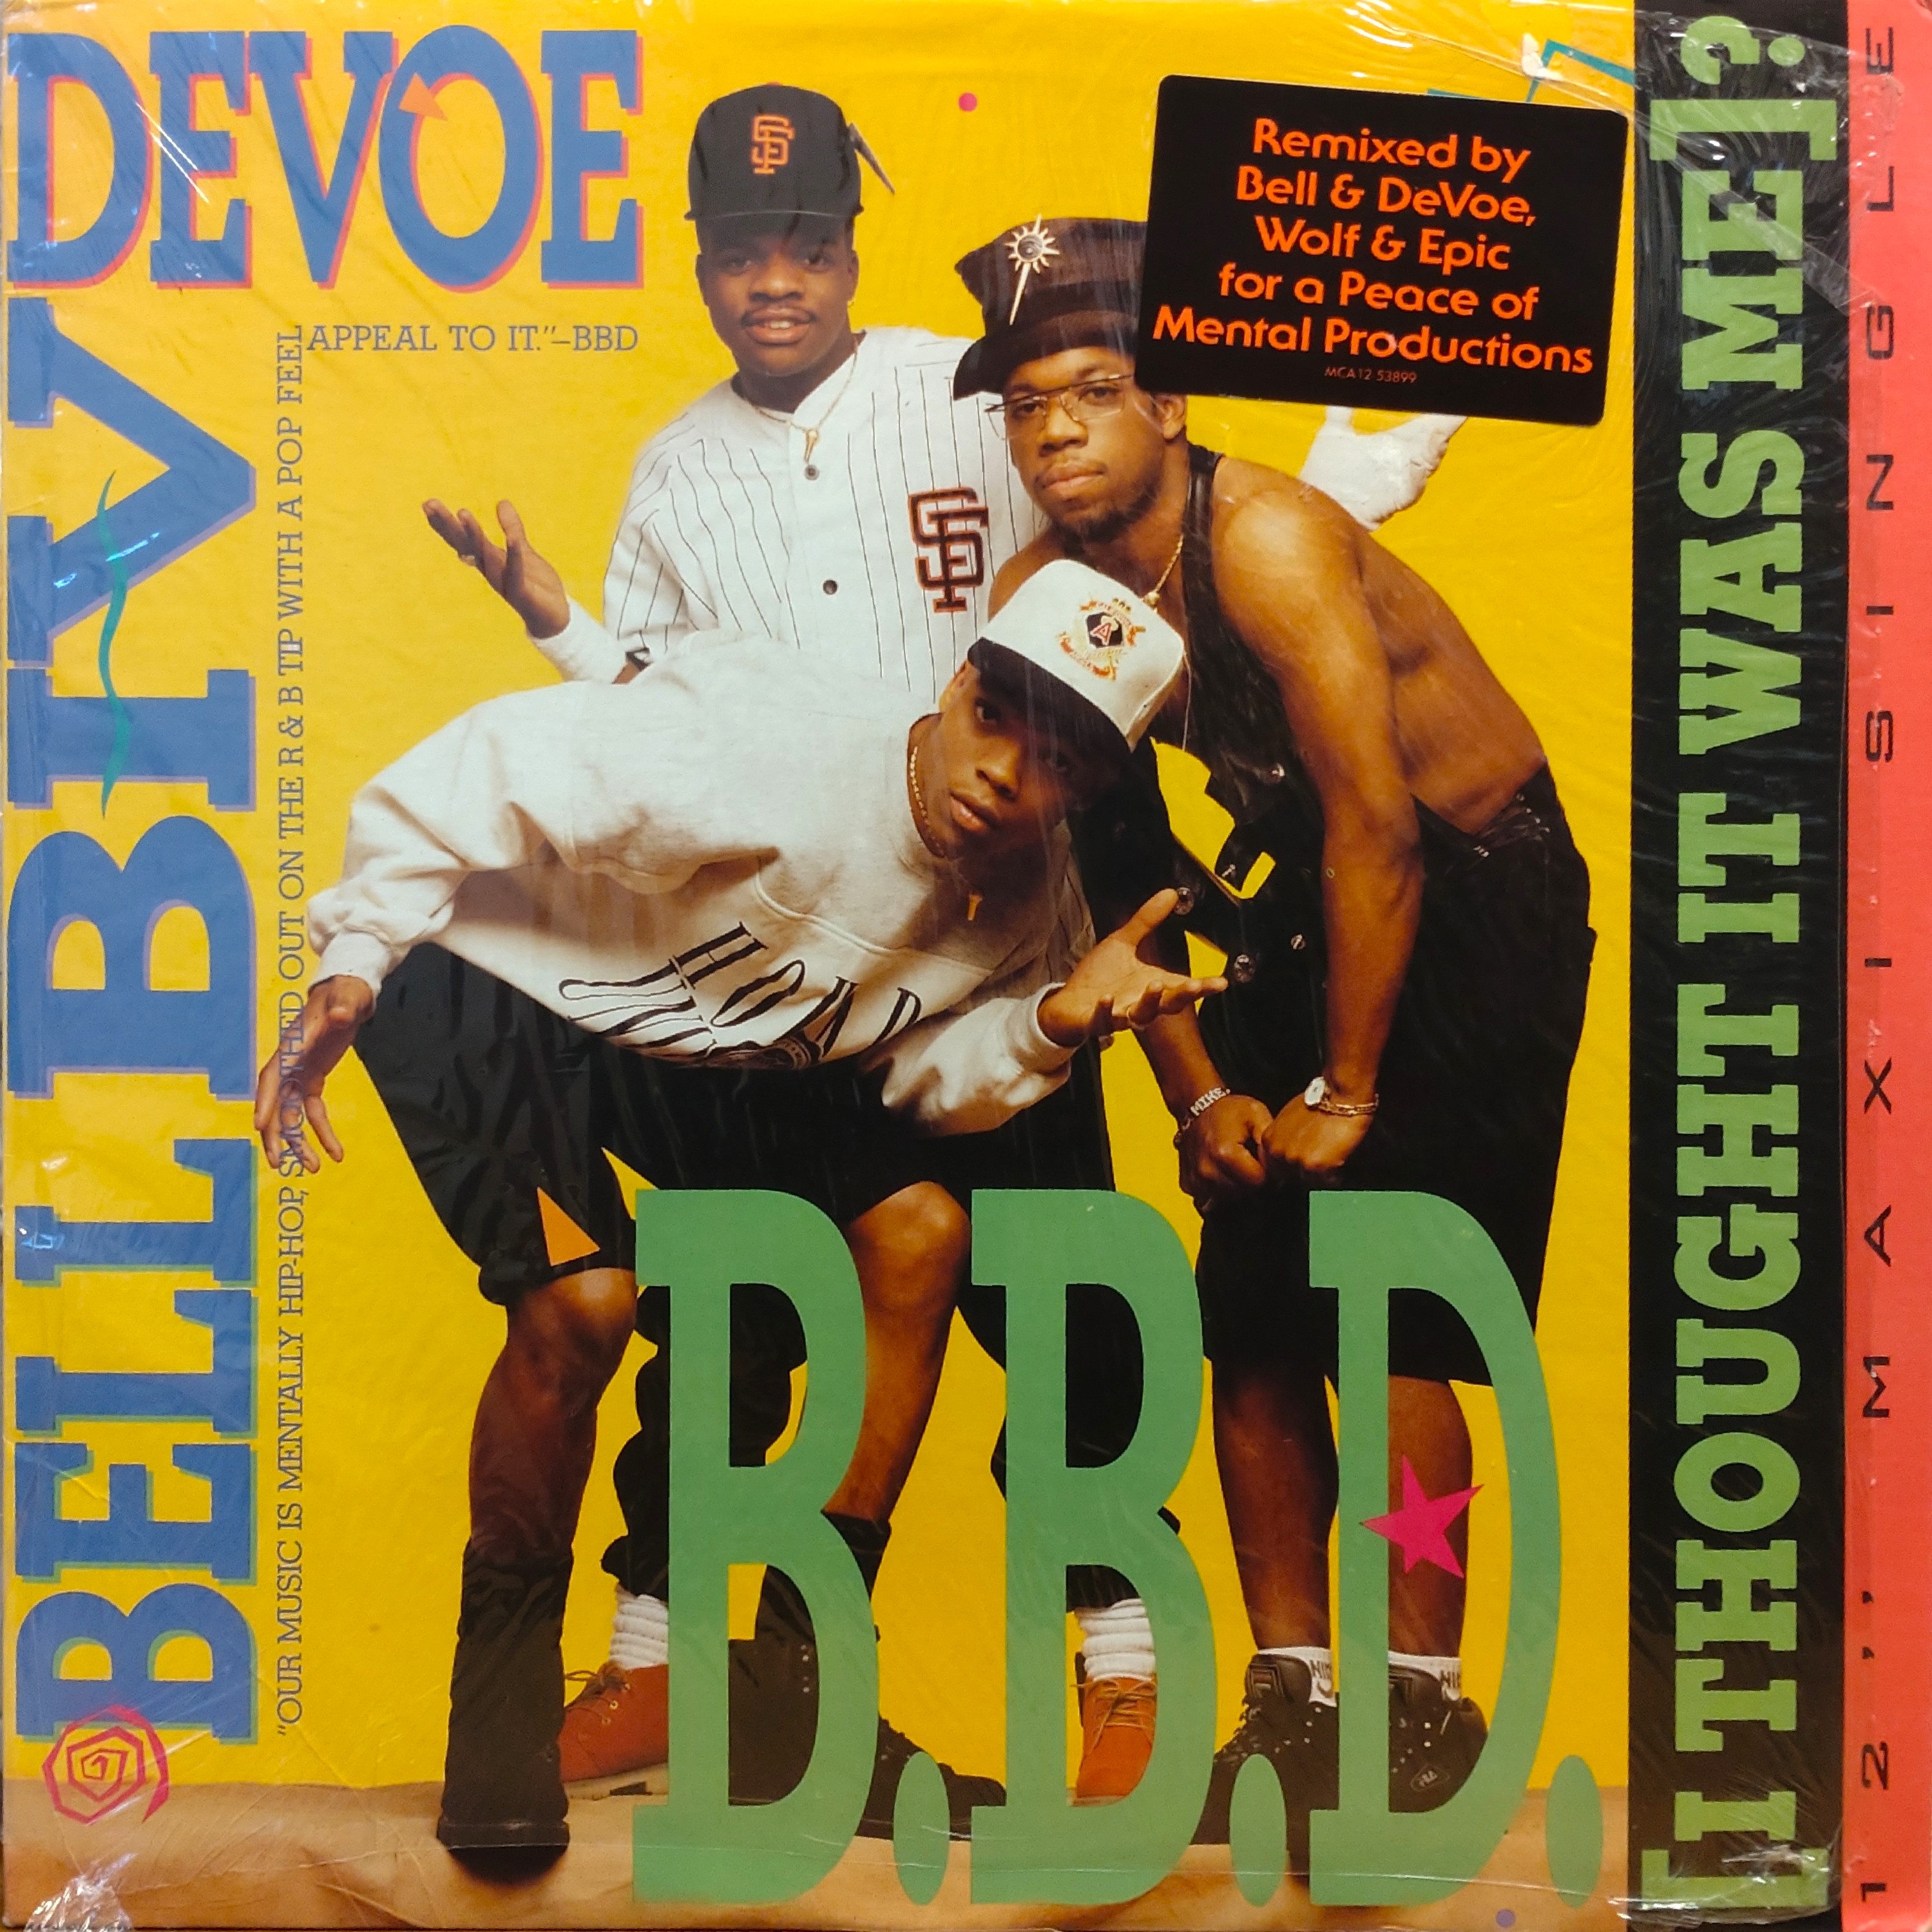 DEVOE
BELL BIV
"OUR MUSIC IS MENTALLY HIP-HOP, SMOOTHED OUT ON THE R & B TIP WITH A POP FEEL
APPEAL TO IT."–BBD
SF
Remixed by
Bell & DeVoe,
Wolf & Epic
for a Peace of
Mental Productions
MCA12 53899
SF
A
MIKE
B.B.D.
[I THOUGHT IT WAS ME]?
12" MAXI SINGLE